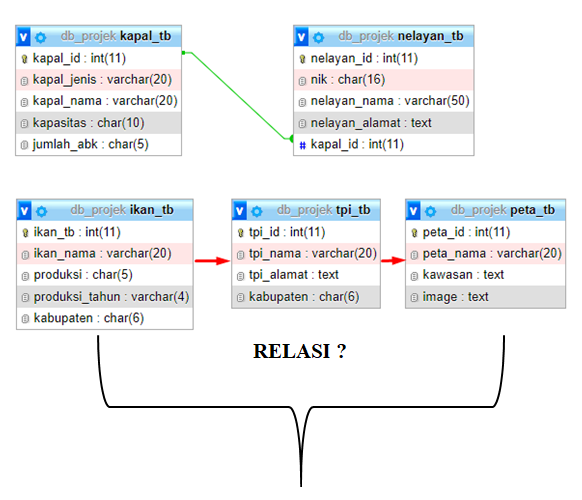 db_projek kapal_tb
kapal_id : int(11)
kapal_jenis : varchar(20)
kapal_nama : varchar(20)
kapasitas : char(10)
jumlah_abk : char(5)
db_projek nelayan_tb
nelayan_id : int(11)
nik : char(16)
nelayan_nama : varchar(50)
nelayan_alamat : text
# kapal_id : int(11)
db_projek ikan_tb
ikan_tb : int(11)
ikan_nama : varchar(20)
produksi : char(5)
produksi_tahun : varchar(4)
kabupaten : char(6)
db_projek tpi_tb
tpi_id : int(11)
tpi_nama : varchar(20)
tpi_alamat : text
kabupaten : char(6)
db_projek peta_tb
peta_id : int(11)
peta_nama : varchar(20)
kawasan : text
image : text
RELASI ?